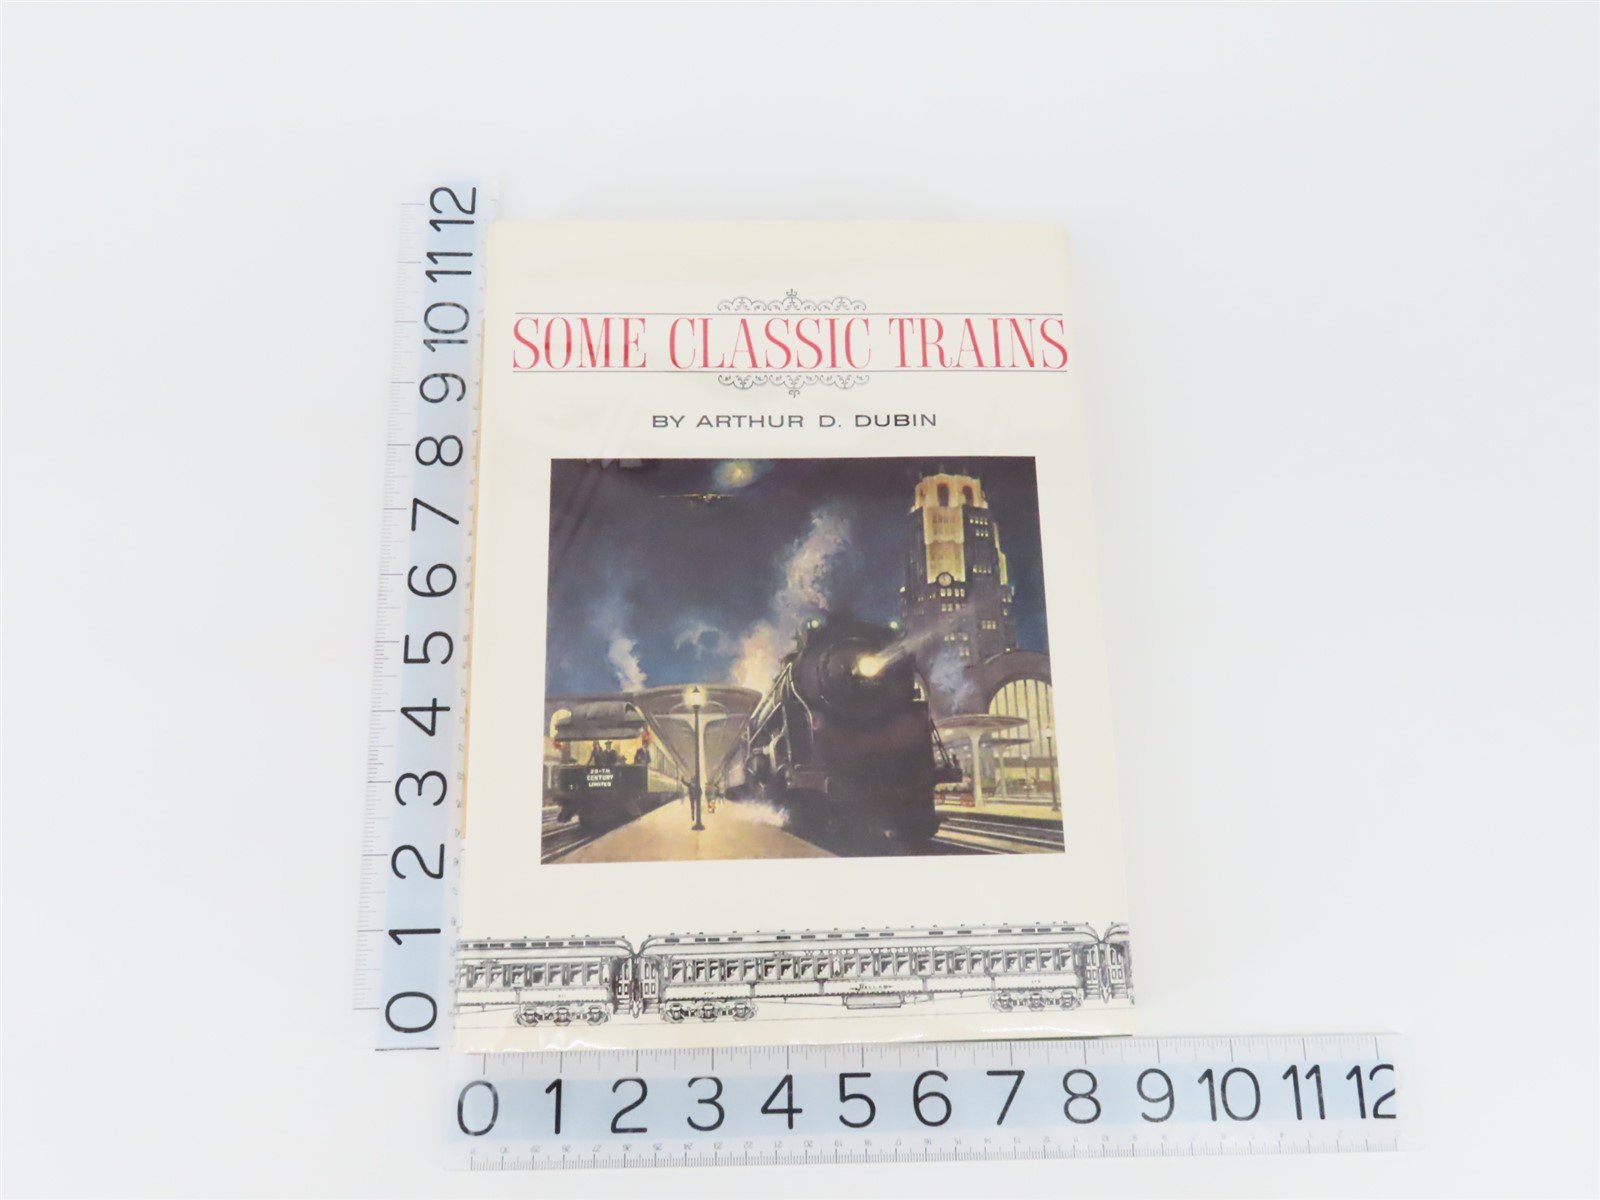 SOME CLASSIC TRAINS
BY ARTHUR D. DUBIN
20TH
CENTURY
LIMITED
0 1 2 3 4 5 6 7 8 9 10 11 12
0 1 2 3 4 5 6 7 8 9 10 11 12